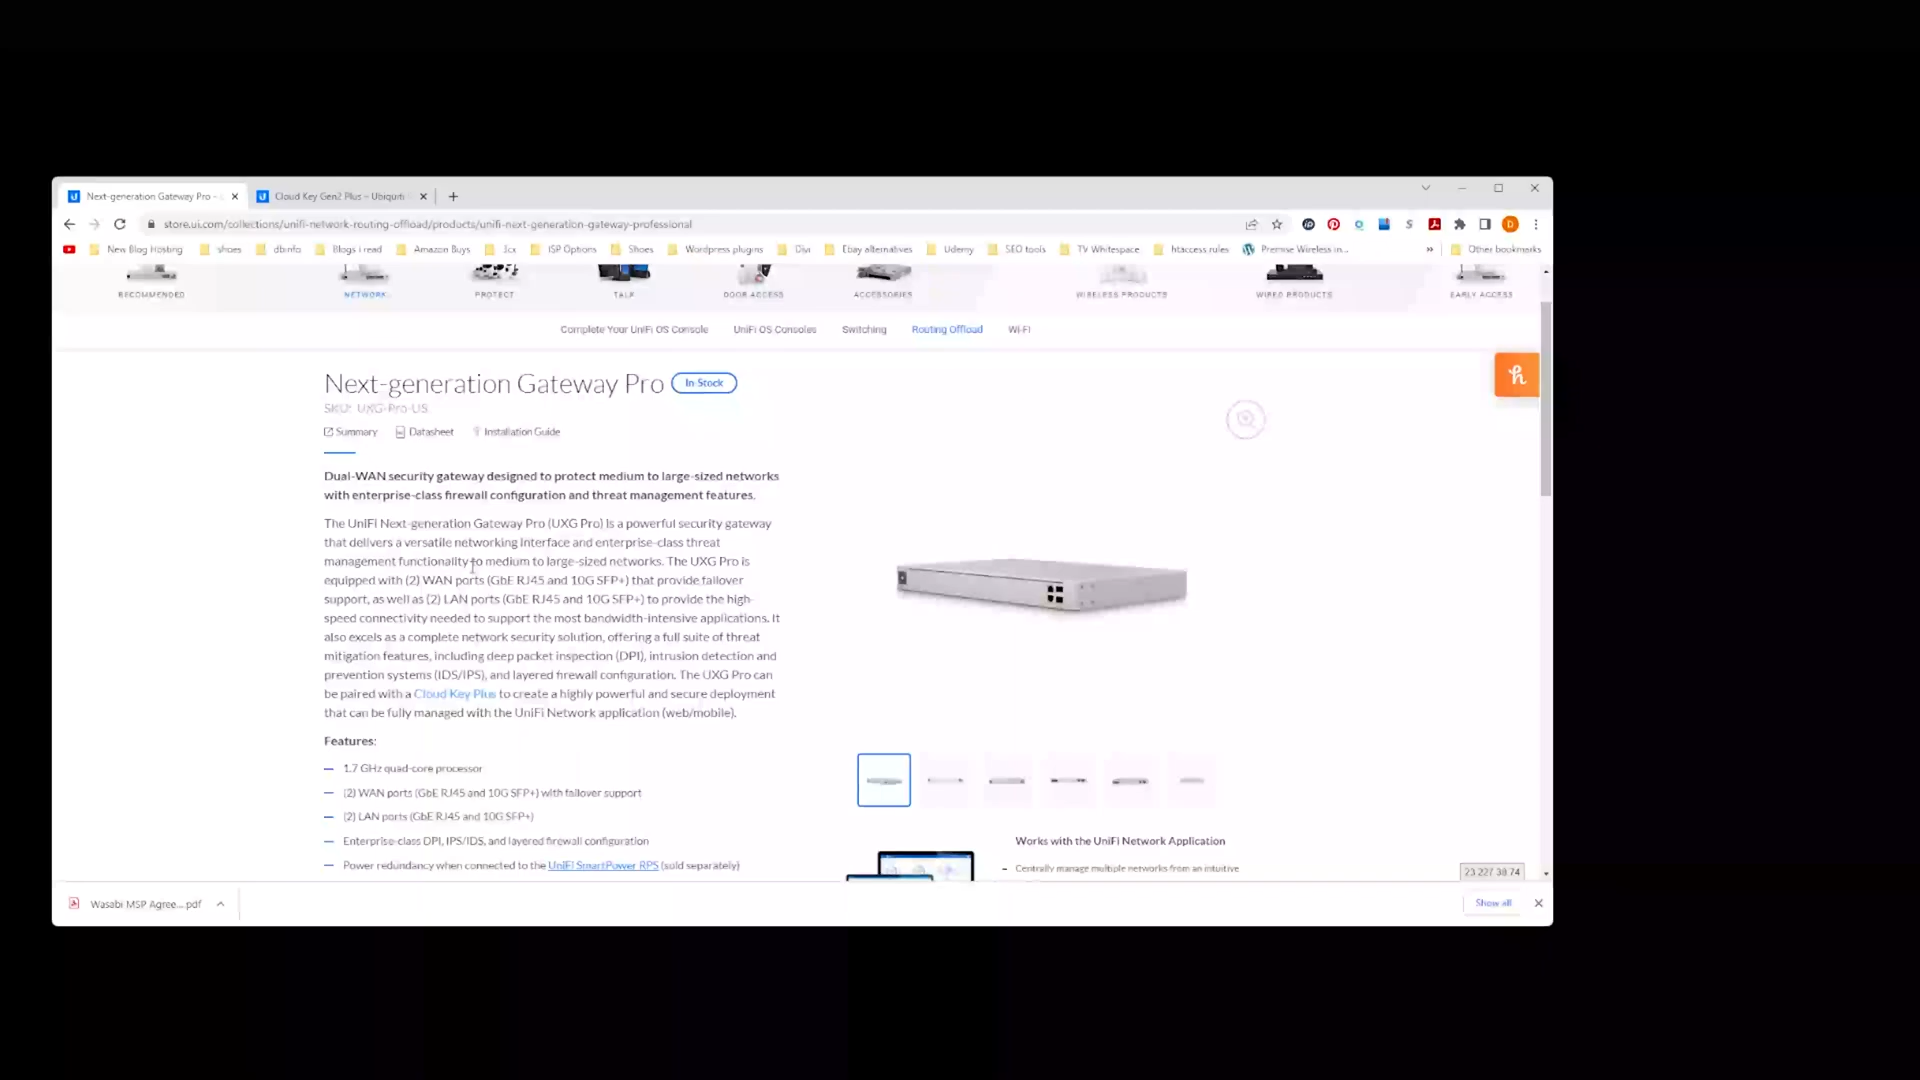 Next-generation Gateway Pro -
Cloud Key Gen2 Plus – Ubiquiti
store.ui.com/collections/unifi-network-routing-offload/products/unifi-next-generation-gateway-professional
New Blog Hosting shoes dbinfo Blogs i read Amazon Buys 3cx ISP Options Shoes Wordpress plugins Divi Ebay alternatives Udemy SEO tools TV Whitespace htaccess rules Premise Wireless in... » Other bookmarks
RECOMMENDED NETWORK PROTECT TALK DOOR ACCESS ACCESSORIES WIRELESS PRODUCTS WIRED PRODUCTS EARLY ACCESS
Complete Your UniFi OS Console UniFi OS Consoles Switching Routing Offload Wi-Fi
Next-generation Gateway Pro In Stock
SKU: UXG-Pro-US
Summary Datasheet Installation Guide
Dual-WAN security gateway designed to protect medium to large-sized networks
with enterprise-class firewall configuration and threat management features.
The UniFi Next-generation Gateway Pro (UXG Pro) is a powerful security gateway
that delivers a versatile networking interface and enterprise-class threat
management functionality to medium to large-sized networks. The UXG Pro is
equipped with (2) WAN ports (GbE RJ45 and 10G SFP+) that provide failover
support, as well as (2) LAN ports (GbE RJ45 and 10G SFP+) to provide the high-
speed connectivity needed to support the most bandwidth-intensive applications. It
also excels as a complete network security solution, offering a full suite of threat
mitigation features, including deep packet inspection (DPI), intrusion detection and
prevention systems (IDS/IPS), and layered firewall configuration. The UXG Pro can
be paired with a Cloud Key Plus to create a highly powerful and secure deployment
that can be fully managed with the UniFi Network application (web/mobile).
Features:
1.7 GHz quad-core processor
(2) WAN ports (GbE RJ45 and 10G SFP+) with failover support
(2) LAN ports (GbE RJ45 and 10G SFP+)
Enterprise-class DPI, IPS/IDS, and layered firewall configuration
Power redundancy when connected to the UniFi SmartPower RPS (sold separately)
Works with the UniFi Network Application
Centrally manage multiple networks from an intuitive
23.227.38.74
Wasabi MSP Agree....pdf
Show all